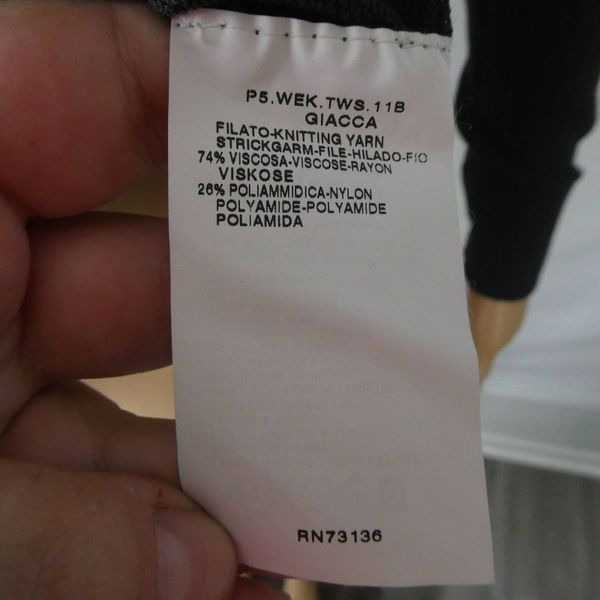 P5.WEK.TWS.11B
GIACCA
FILATO-KNITTING YARN
STRICKGARM-FILE-HILADO-FIO
74% VISCOSA-VISCOSE-RAYON
VISKOSE
26% POLIAMMIDICA-NYLON
POLYAMIDE-POLYAMIDE
POLIAMIDA
RN73136